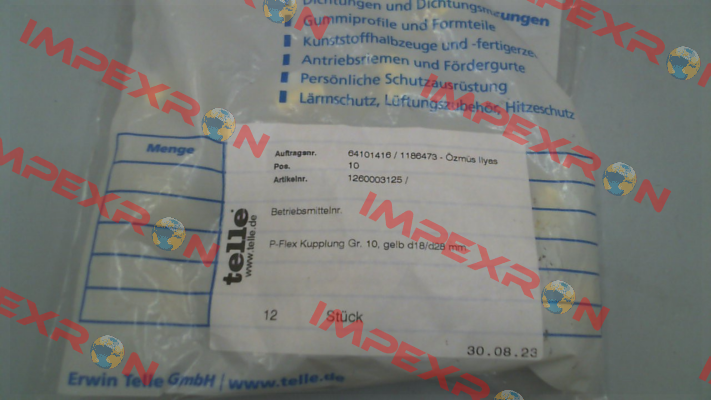 Dichtungen und Dichtungsmanzungen
Gummiprofile und Formteile
Kunststoffhalbzeuge und -fertigerze
Antriebsriemen und Fördergurte
Persönliche Schutzausrüstung
Lärmschutz, Lüftungszubehör, Hitzeschutz
Menge
Auftragsnr. 64101416 / 1186473 - Özmüs Ilyas
Pos. 10
Artikelnr. 1260003125 /
Betriebsmittelnr.
P-Flex Kupplung Gr. 10, gelb d18/d28 mm
12 Stück
30.08.23
telle
www.telle.de
Erwin Telle GmbH | www.telle.de
IMPEXRON